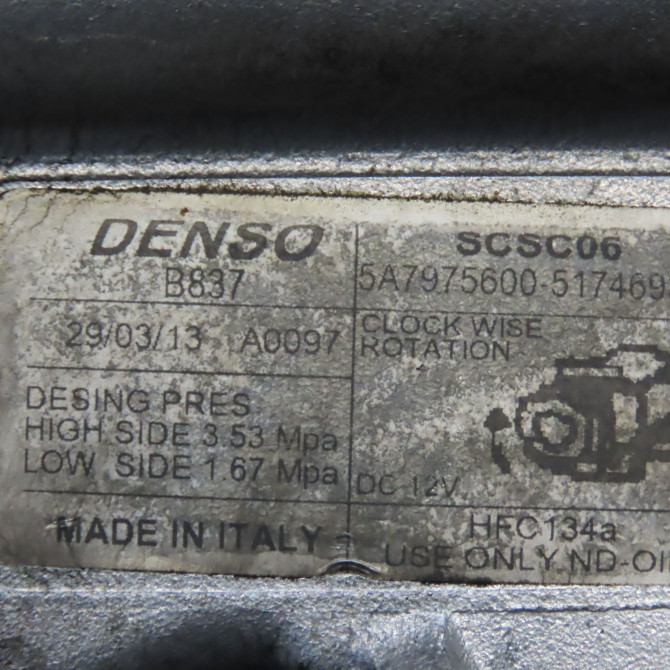 DENSO
B837
29/03/13 A0097
DESING PRES
HIGH SIDE 3.53 Mpa
LOW SIDE 1.67 Mpa
MADE IN ITALY
SCSC06
5A7975600-517469
CLOCK WISE
ROTATION
DC 12V
HFC134a
USE ONLY ND-OI